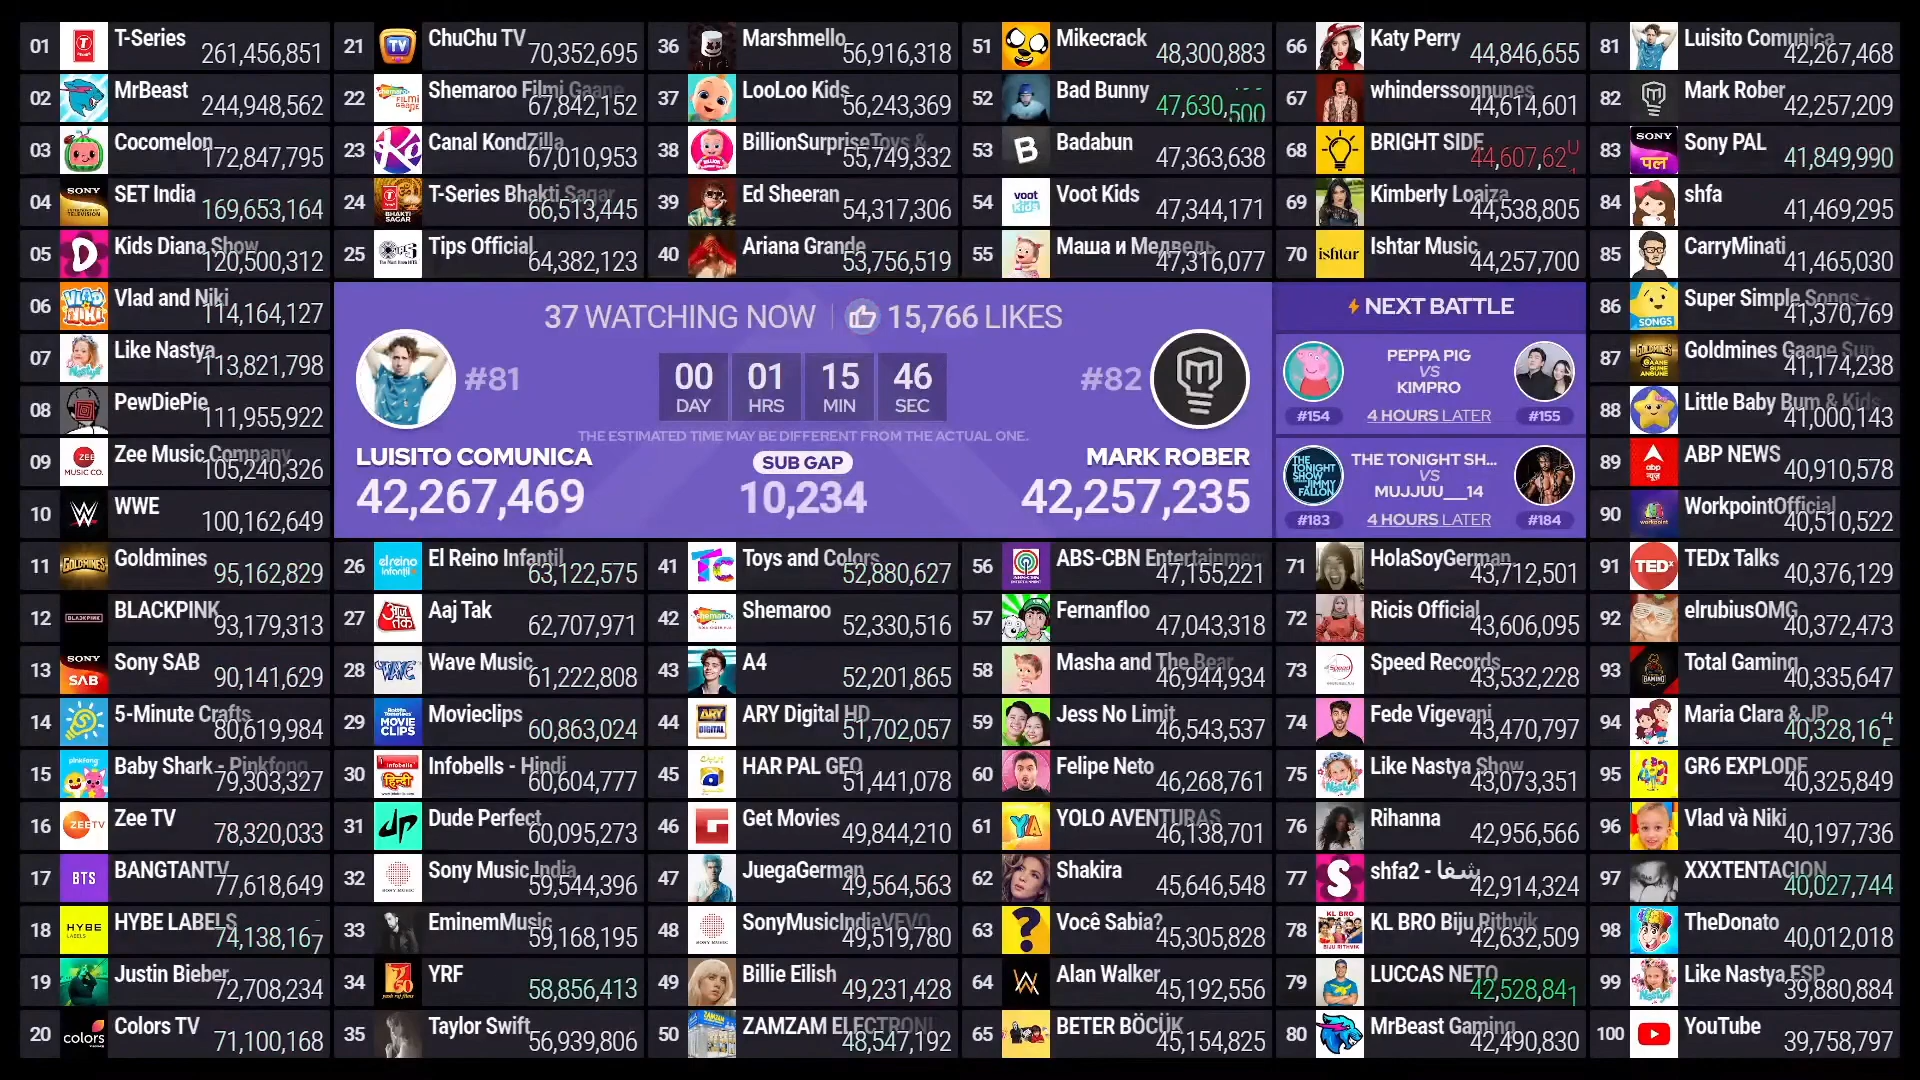 01 T-Series 261,456,851
02 MrBeast 244,948,562
03 Cocomelon 172,847,795
04 SET India 169,653,164
05 Kids Diana Show 120,500,312
06 Vlad and Niki 114,164,127
07 Like Nastya 113,821,798
08 PewDiePie 111,955,922
09 Zee Music Company 105,240,326
10 WWE 100,162,649
21 ChuChu TV 70,352,695
22 Shemaroo Filmi Gaane 67,842,152
23 Canal KondZilla 67,010,953
24 T-Series Bhakti Sagar 66,513,445
25 Tips Official 64,382,123
36 Marshmello 56,916,318
37 LooLoo Kids 56,243,369
38 BillionSurpriseToys & 55,749,332
39 Ed Sheeran 54,317,306
40 Ariana Grande 53,756,519
51 Mikecrack 48,300,883
52 Bad Bunny 47,630,500
53 Badabun 47,363,638
54 Voot Kids 47,344,171
55 Маша и Медведь 47,316,077
66 Katy Perry 44,846,655
67 whinderssonnunes 44,614,601
68 BRIGHT SIDE 44,607,62
69 Kimberly Loaiza 44,538,805
70 Ishtar Music 44,257,700
81 Luisito Comunica 42,267,468
82 Mark Rober 42,257,209
83 Sony PAL 41,849,990
84 shfa 41,469,295
85 CarryMinati 41,465,030
86 Super Simple Songs - 41,370,769
87 Goldmines Gaane Sun 41,174,238
88 Little Baby Bum & Kids 41,000,143
89 ABP NEWS 40,910,578
90 WorkpointOfficial 40,510,522
37 WATCHING NOW 15,766 LIKES
#81
00 01 15 46
DAY HRS MIN SEC
#82
THE ESTIMATED TIME MAY BE DIFFERENT FROM THE ACTUAL ONE.
LUISITO COMUNICA
42,267,469
SUB GAP
10,234
MARK ROBER
42,257,235
NEXT BATTLE
PEPPA PIG
VS
KIMPRO
#154 4 HOURS LATER #155
THE TONIGHT SH...
VS
MUJJUU___14
#183 4 HOURS LATER #184
11 Goldmines 95,162,829
12 BLACKPINK 93,179,313
13 Sony SAB 90,141,629
14 5-Minute Crafts 80,619,984
15 Baby Shark - Pinkfong 79,303,327
16 Zee TV 78,320,033
17 BANGTANTV 77,618,649
18 HYBE LABELS 74,138,167
19 Justin Bieber 72,708,234
20 Colors TV 71,100,168
26 El Reino Infantil 63,122,575
27 Aaj Tak 62,707,971
28 Wave Music 61,222,808
29 Movieclips 60,863,024
30 Infobells - Hindi 60,604,777
31 Dude Perfect 60,095,273
32 Sony Music India 59,544,396
33 EminemMusic 59,168,195
34 YRF 58,856,413
35 Taylor Swift 56,939,806
41 Toys and Colors 52,880,627
42 Shemaroo 52,330,516
43 A4 52,201,865
44 ARY Digital HD 51,702,057
45 HAR PAL GEO 51,441,078
46 Get Movies 49,844,210
47 JuegaGerman 49,564,563
48 SonyMusicIndiaVEVO 49,519,780
49 Billie Eilish 49,231,428
50 ZAMZAM ELECTRONI 48,547,192
56 ABS-CBN Entertainmen 47,155,221
57 Fernanfloo 47,043,318
58 Masha and The Bear 46,944,934
59 Jess No Limit 46,543,537
60 Felipe Neto 46,268,761
61 YOLO AVENTURAS 46,138,701
62 Shakira 45,646,548
63 Você Sabia? 45,305,828
64 Alan Walker 45,192,556
65 BETER BÖCÜK 45,154,825
71 HolaSoyGerman. 43,712,501
72 Ricis Official 43,606,095
73 Speed Records 43,532,228
74 Fede Vigevani 43,470,797
75 Like Nastya Show 43,073,351
76 Rihanna 42,956,566
77 shfa2 - شفا 42,914,324
78 KL BRO Biju Rithvik 42,632,509
79 LUCCAS NETO 42,528,841
80 MrBeast Gaming 42,490,830
91 TEDx Talks 40,376,129
92 elrubiusOMG 40,372,473
93 Total Gaming 40,335,647
94 Maria Clara & JP 40,328,16
95 GR6 EXPLODE 40,325,849
96 Vlad và Niki 40,197,736
97 XXXTENTACION 40,027,744
98 TheDonato 40,012,018
99 Like Nastya ESP 39,880,884
100 YouTube 39,758,797